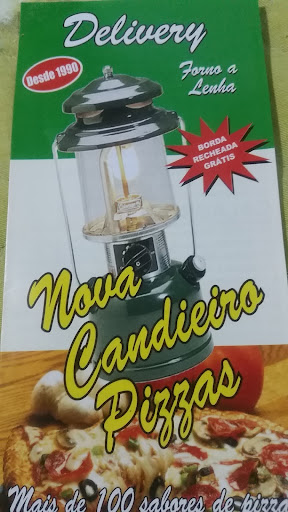 Delivery
Desde 1990
Forno a
Lenha
BORDA
RECHEADA
GRÁTIS
Nova
Candieiro
Pizzas
Mais de 100 sabores de pizza